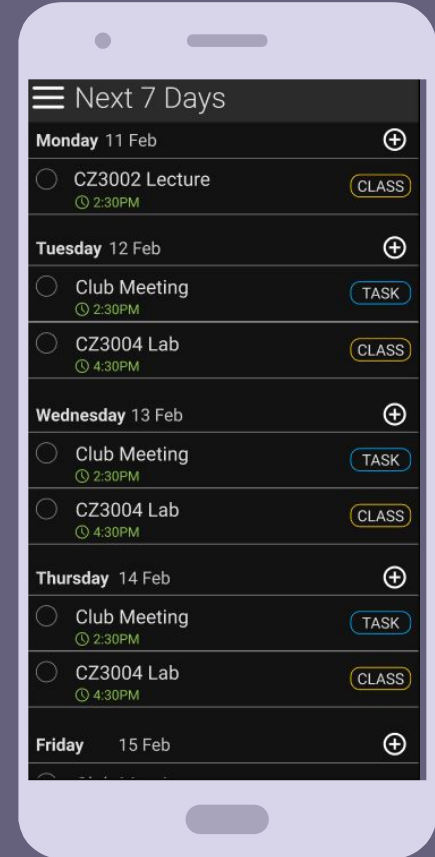 Next 7 Days
Monday 11 Feb
CZ3002 Lecture
CLASS
2:30PM
Tuesday 12 Feb
Club Meeting
TASK
2:30PM
CZ3004 Lab
CLASS
4:30PM
Wednesday 13 Feb
Club Meeting
TASK
2:30PM
CZ3004 Lab
CLASS
4:30PM
Thursday 14 Feb
Club Meeting
TASK
2:30PM
CZ3004 Lab
CLASS
4:30PM
Friday 15 Feb